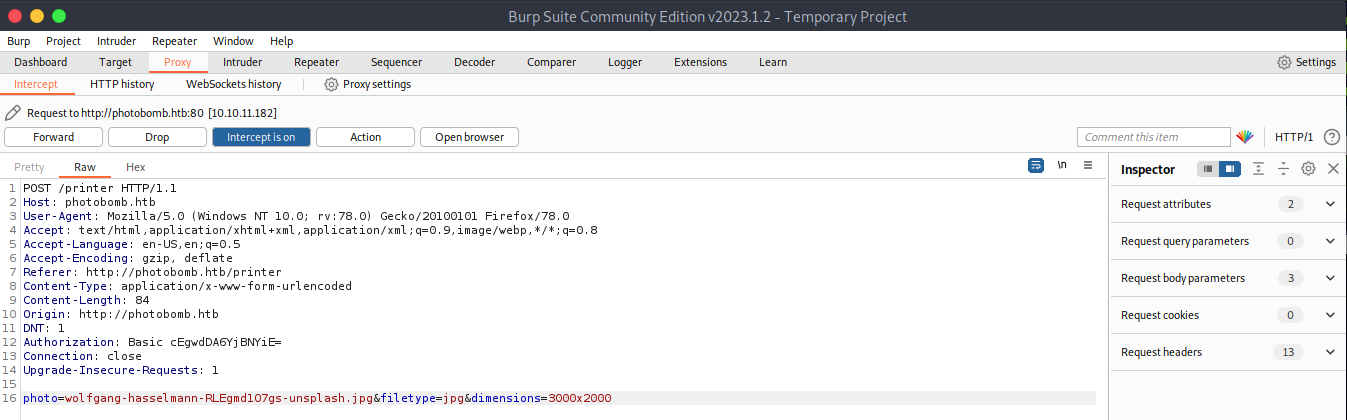 Burp Suite Community Edition v2023.1.2 - Temporary Project
Burp Project Intruder Repeater Window Help
Dashboard Target Proxy Intruder Repeater Sequencer Decoder Comparer Logger Extensions Learn Settings
Intercept HTTP history WebSockets history Proxy settings
Request to http://photobomb.htb:80 [10.10.11.182]
Forward Drop Intercept is on Action Open browser Comment this item HTTP/1 ?
Pretty Raw Hex \n Inspector
1 POST /printer HTTP/1.1
2 Host: photobomb.htb
3 User-Agent: Mozilla/5.0 (Windows NT 10.0; rv:78.0) Gecko/20100101 Firefox/78.0
4 Accept: text/html,application/xhtml+xml,application/xml;q=0.9,image/webp,*/*;q=0.8
5 Accept-Language: en-US,en;q=0.5
6 Accept-Encoding: gzip, deflate
7 Referer: http://photobomb.htb/printer
8 Content-Type: application/x-www-form-urlencoded
9 Content-Length: 84
10 Origin: http://photobomb.htb
11 DNT: 1
12 Authorization: Basic cEgwdDA6YjBNYiE=
13 Connection: close
14 Upgrade-Insecure-Requests: 1
15
16 photo=wolfgang-hasselmann-RLEgmd1O7gs-unsplash.jpg&filetype=jpg&dimensions=3000x2000
Request attributes 2
Request query parameters 0
Request body parameters 3
Request cookies 0
Request headers 13